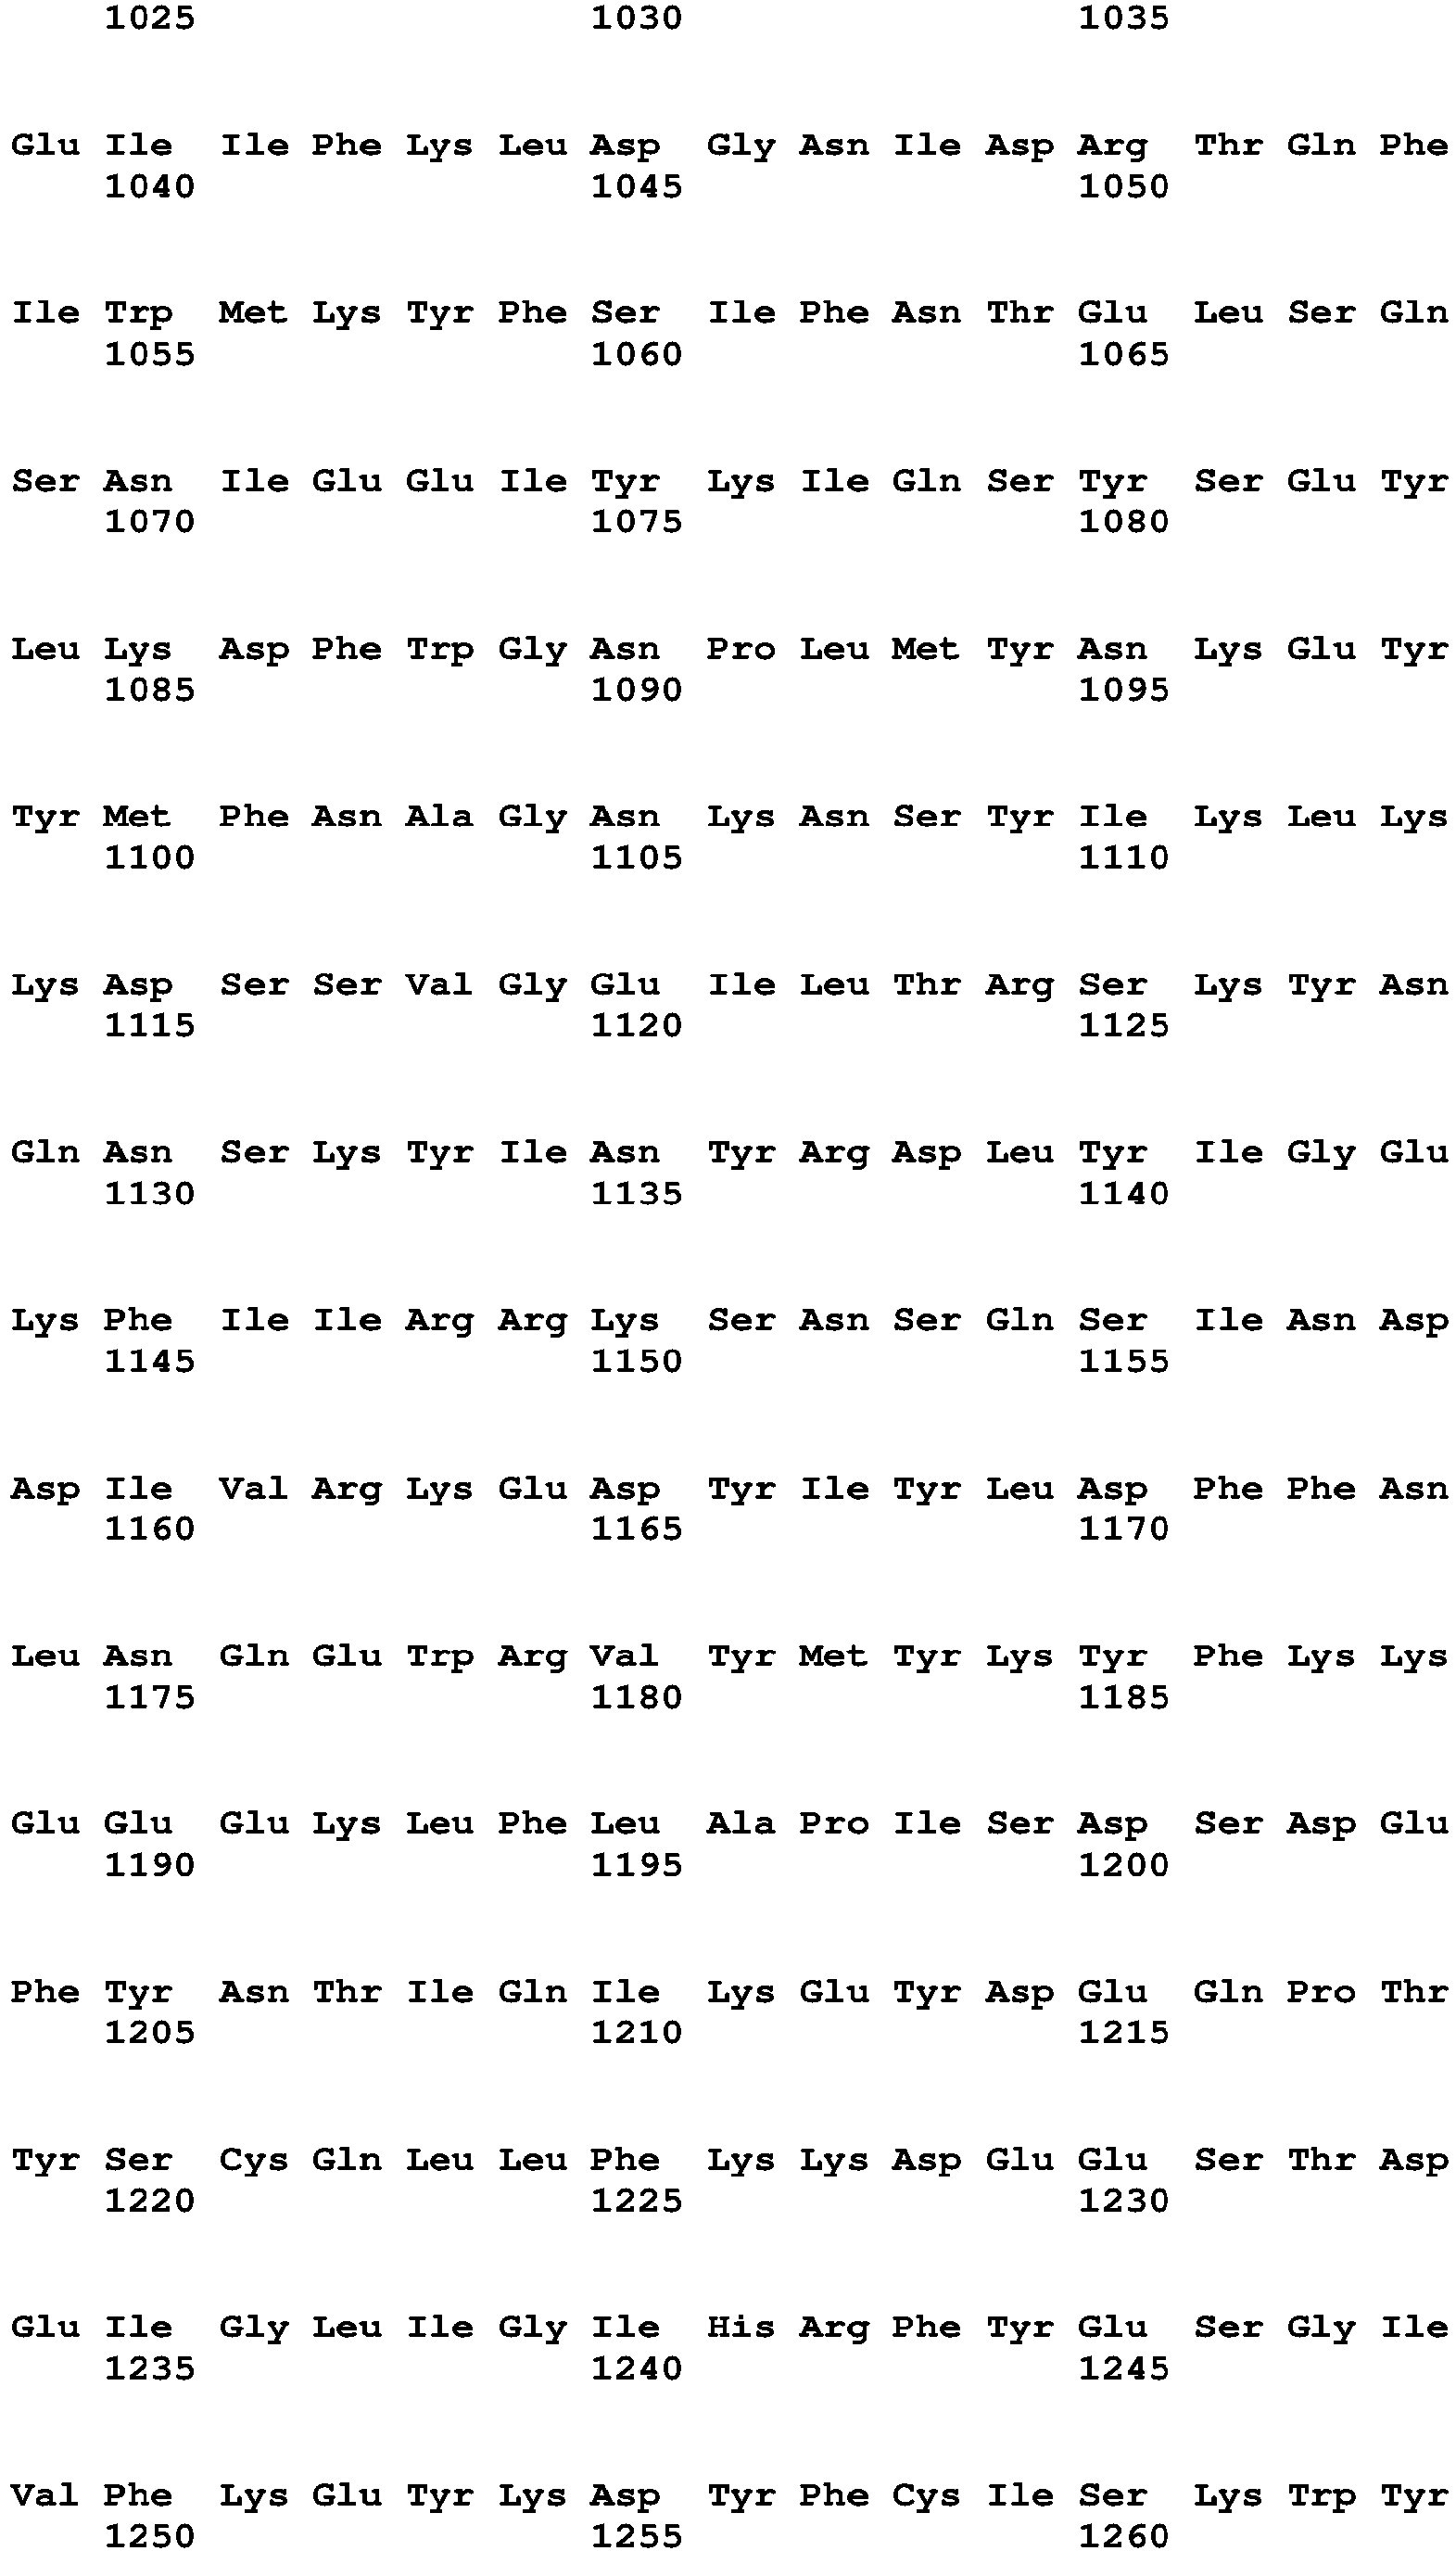 1025 1030 1035
Glu Ile Ile Phe Lys Leu Asp Gly Asn Ile Asp Arg Thr Gln Phe
1040 1045 1050
Ile Trp Met Lys Tyr Phe Ser Ile Phe Asn Thr Glu Leu Ser Gln
1055 1060 1065
Ser Asn Ile Glu Glu Ile Tyr Lys Ile Gln Ser Tyr Ser Glu Tyr
1070 1075 1080
Leu Lys Asp Phe Trp Gly Asn Pro Leu Met Tyr Asn Lys Glu Tyr
1085 1090 1095
Tyr Met Phe Asn Ala Gly Asn Lys Asn Ser Tyr Ile Lys Leu Lys
1100 1105 1110
Lys Asp Ser Ser Val Gly Glu Ile Leu Thr Arg Ser Lys Tyr Asn
1115 1120 1125
Gln Asn Ser Lys Tyr Ile Asn Tyr Arg Asp Leu Tyr Ile Gly Glu
1130 1135 1140
Lys Phe Ile Ile Arg Arg Lys Ser Asn Ser Gln Ser Ile Asn Asp
1145 1150 1155
Asp Ile Val Arg Lys Glu Asp Tyr Ile Tyr Leu Asp Phe Phe Asn
1160 1165 1170
Leu Asn Gln Glu Trp Arg Val Tyr Met Tyr Lys Tyr Phe Lys Lys
1175 1180 1185
Glu Glu Glu Lys Leu Phe Leu Ala Pro Ile Ser Asp Ser Asp Glu
1190 1195 1200
Phe Tyr Asn Thr Ile Gln Ile Lys Glu Tyr Asp Glu Gln Pro Thr
1205 1210 1215
Tyr Ser Cys Gln Leu Leu Phe Lys Lys Asp Glu Glu Ser Thr Asp
1220 1225 1230
Glu Ile Gly Leu Ile Gly Ile His Arg Phe Tyr Glu Ser Gly Ile
1235 1240 1245
Val Phe Lys Glu Tyr Lys Asp Tyr Phe Cys Ile Ser Lys Trp Tyr
1250 1255 1260